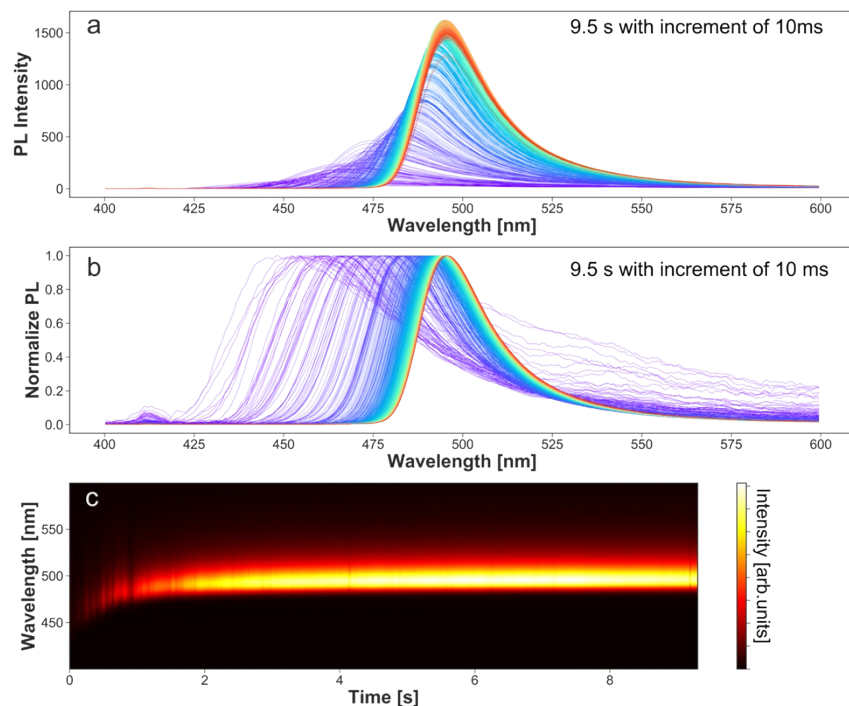 a
9.5 s with increment of 10ms
PL Intensity
1500
1000
500
0
400 425 450 475 500 525 550 575 600
Wavelength [nm]
b
9.5 s with increment of 10 ms
Normalize PL
1.0
0.8
0.6
0.4
0.2
0.0
400 425 450 475 500 525 550 575 600
Wavelength [nm]
c
Wavelength [nm]
550
500
450
0 2 4 6 8
Time [s]
Intensity [arb.units]